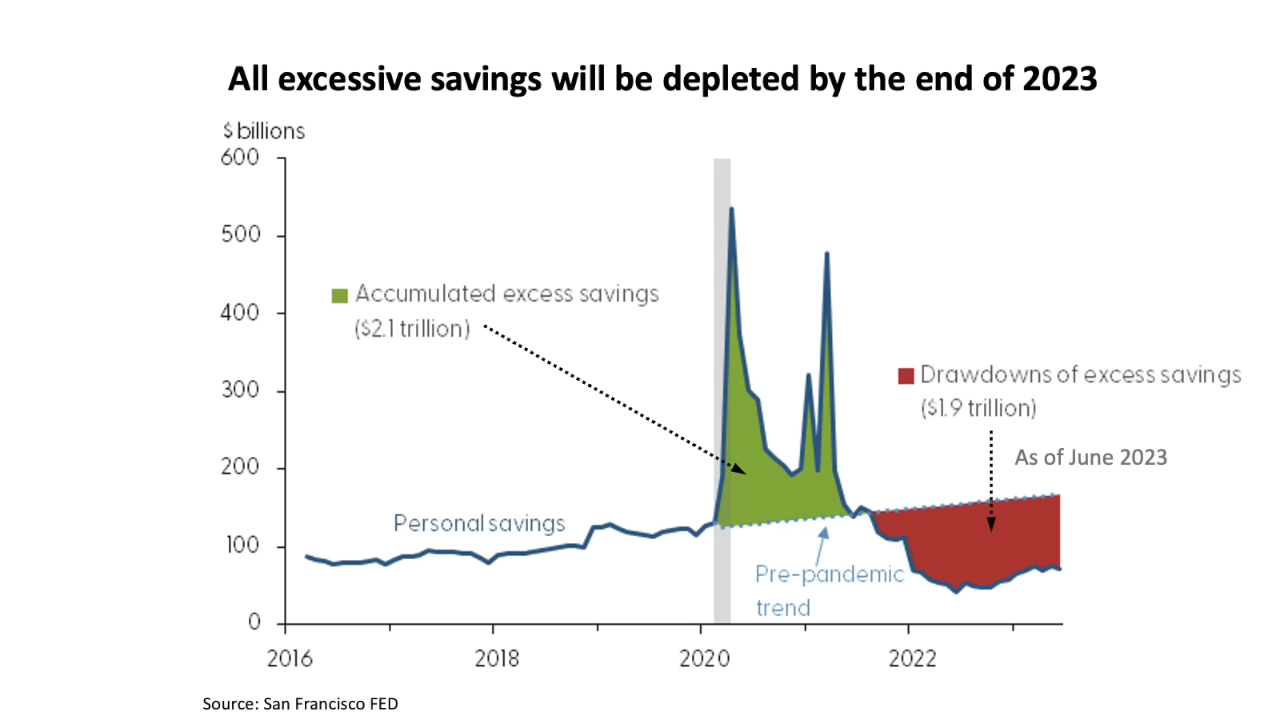 All excessive savings will be depleted by the end of 2023
$ billions
600
500
400
300
200
100
0
Accumulated excess savings
($2.1 trillion)
Drawdowns of excess savings
($1.9 trillion)
As of June 2023
Personal savings
Pre-pandemic
trend
2016
2018
2020
2022
Source: San Francisco FED